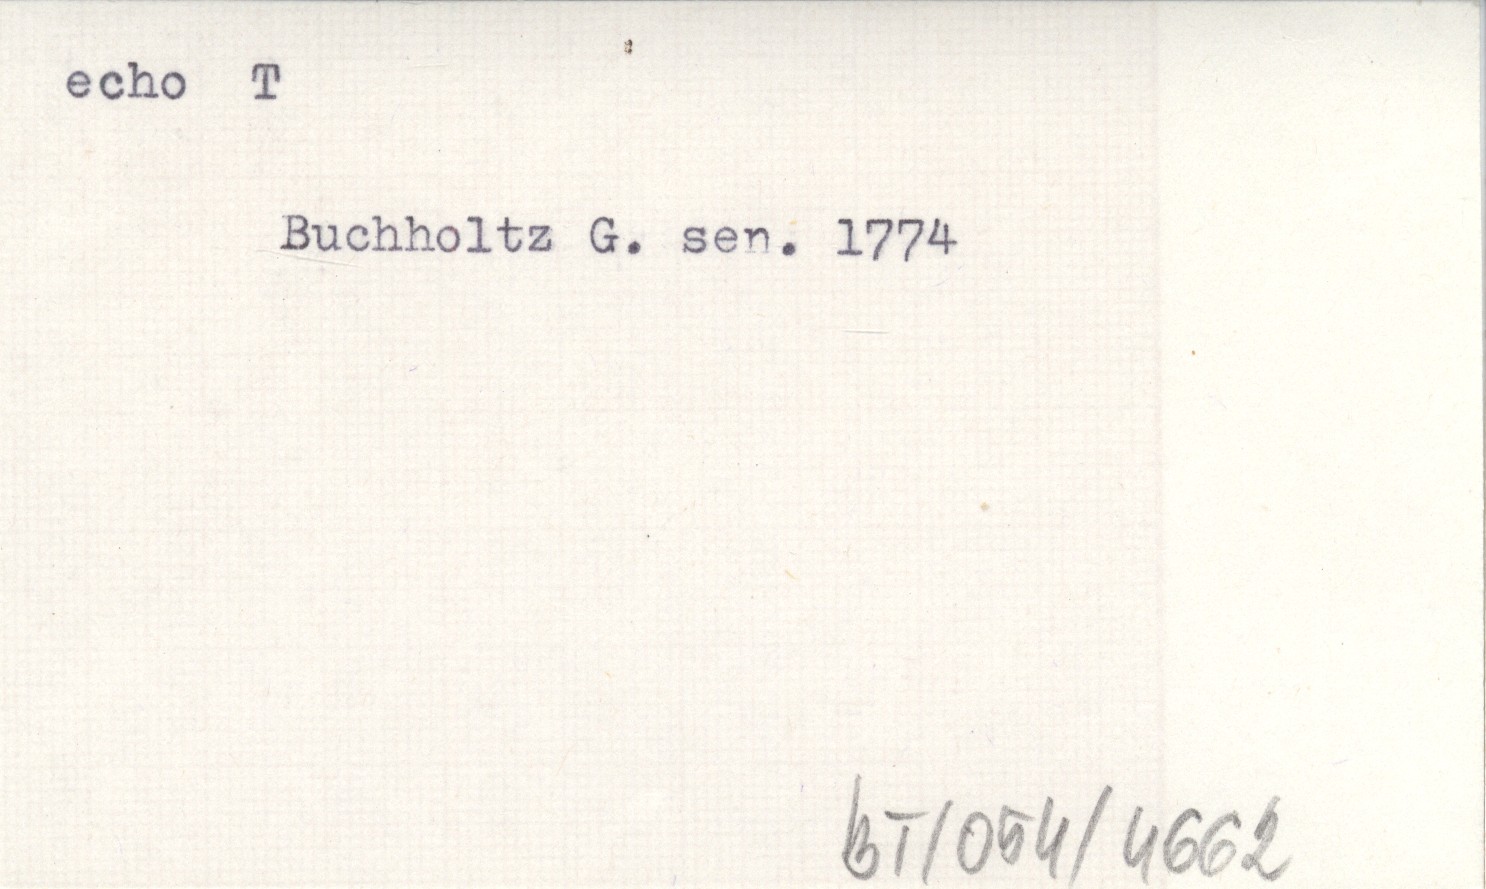 echo T
Buchholtz G. sen. 1774
BT/054/4662